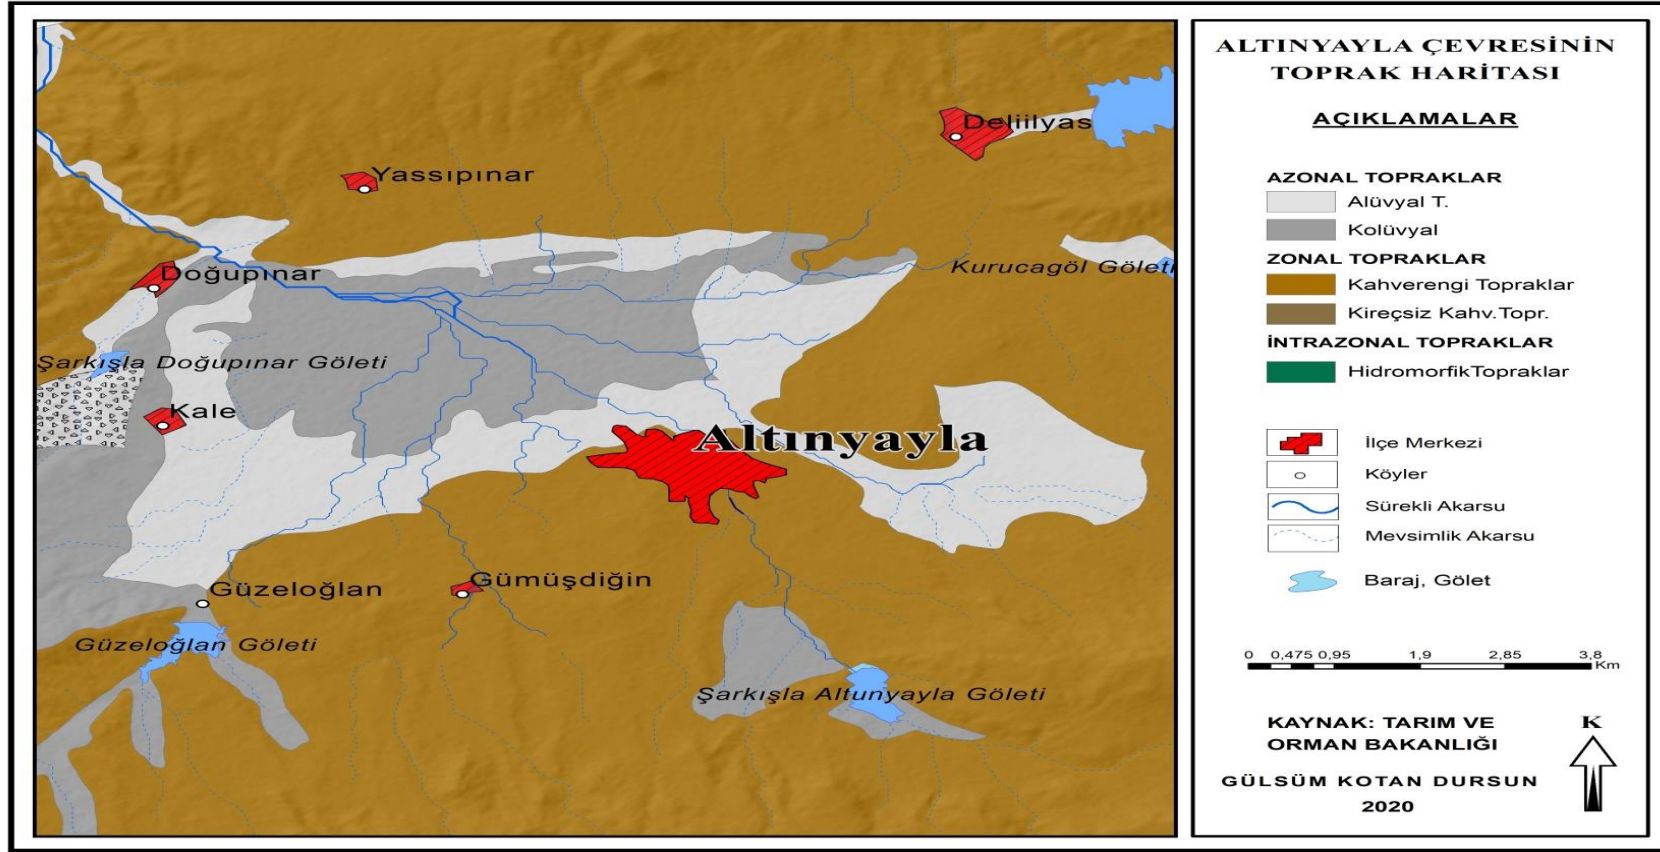 Deliilyas
Yassıpınar
Doğupınar
Kurucagöl Göleti
Şarkışla Doğupınar Göleti
Kale
Altınyayla
Güzeloğlan
Gümüşdiğin
Güzeloğlan Göleti
Şarkışla Altunyayla Göleti
ALTINYAYLA ÇEVRESİNİN
TOPRAK HARİTASI
AÇIKLAMALAR
AZONAL TOPRAKLAR
Alüvyal T.
Kolüvyal
ZONAL TOPRAKLAR
Kahverengi Topraklar
Kireçsiz Kahv.Topr.
İNTRAZONAL TOPRAKLAR
HidromorfikTopraklar
İlçe Merkezi
Köyler
Sürekli Akarsu
Mevsimlik Akarsu
Baraj, Gölet
0 0,475 0,95 1,9 2,85 3,8
Km
KAYNAK: TARIM VE
ORMAN BAKANLIĞI
K
GÜLSÜM KOTAN DURSUN
2020